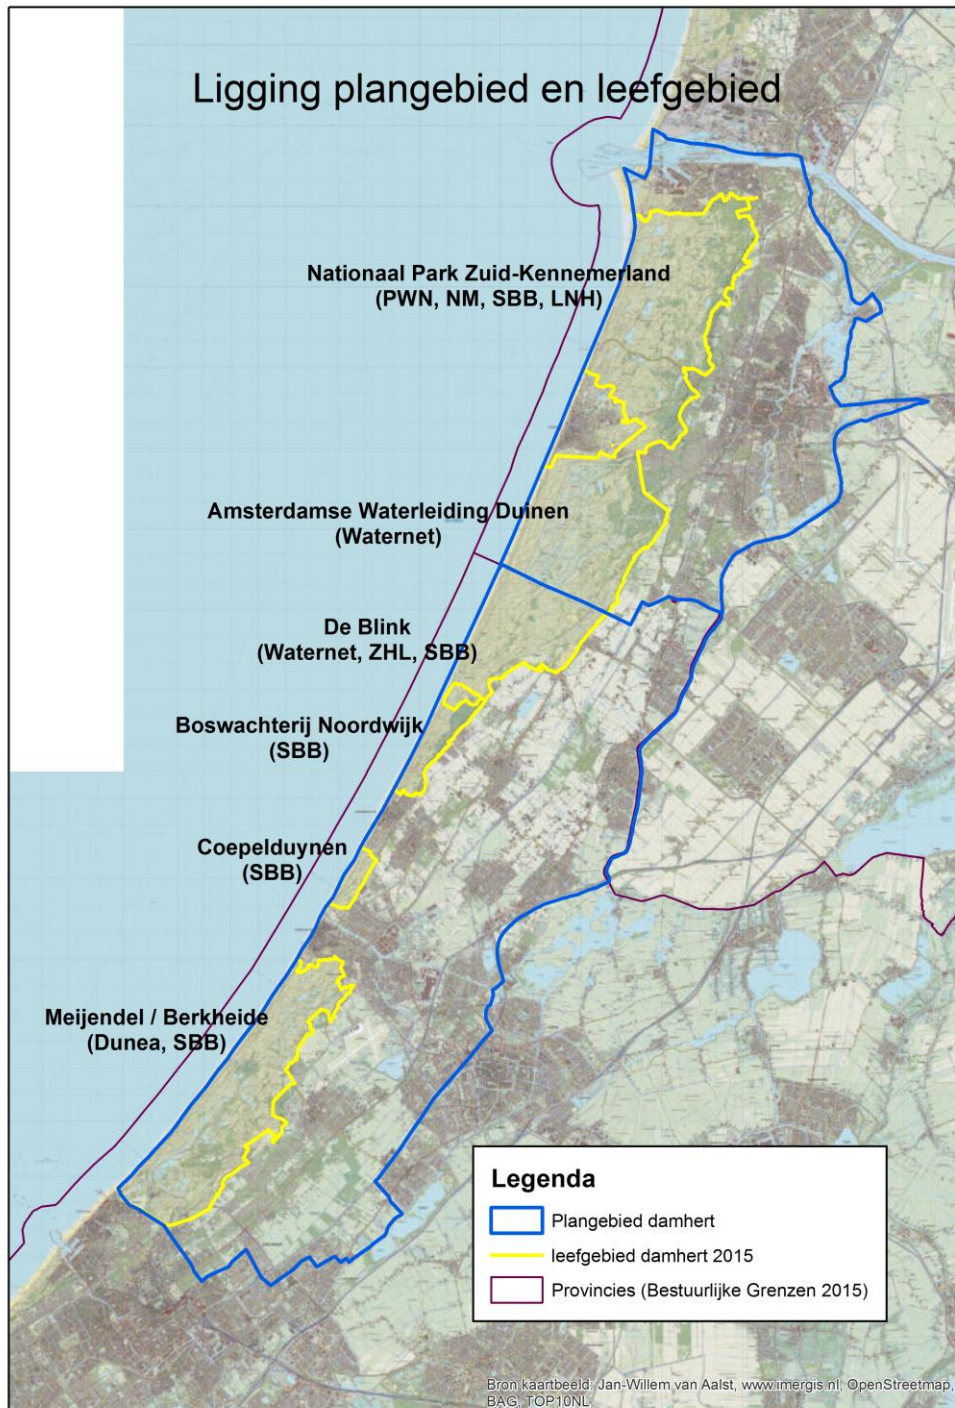 Ligging plangebied en leefgebied
Nationaal Park Zuid-Kennemerland
(PWN, NM, SBB, LNH)
Amsterdamse Waterleiding Duinen
(Waternet)
De Blink
(Waternet, ZHL, SBB)
Boswachterij Noordwijk
(SBB)
Coepelduynen
(SBB)
Meijendel / Berkheide
(Dunea, SBB)
Legenda
Plangebied damhert
leefgebied damhert 2015
Provincies (Bestuurlijke Grenzen 2015)
Bron kaartbeeld: Jan-Willem van Aalst, www.imergis.nl, OpenStreetmap,
BAG, TOP10NL